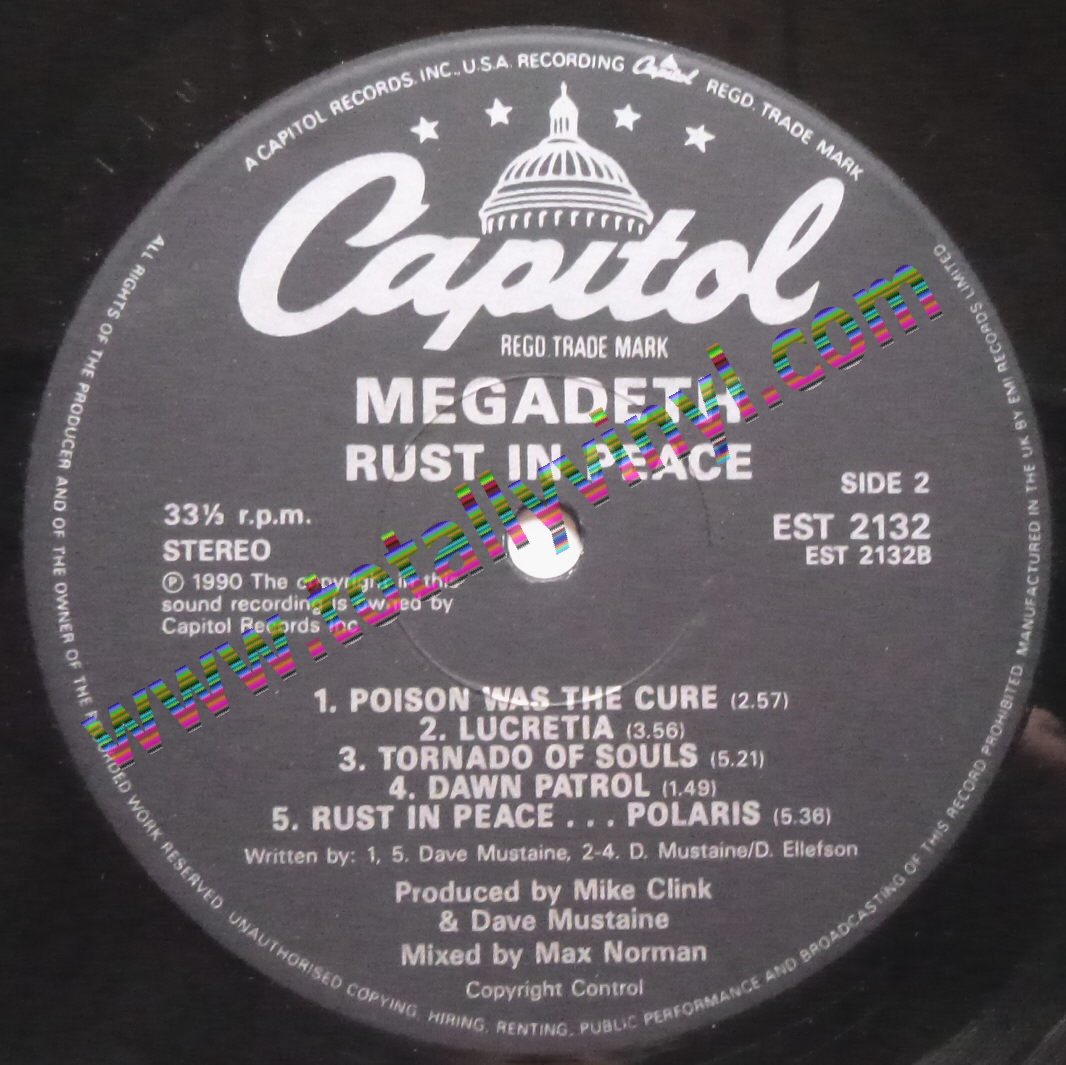 A CAPITOL RECORDS, INC., U.S.A. RECORDING Capitol REGD. TRADE MARK
Capitol
REGD. TRADE MARK
MEGADETH
RUST IN PEACE
SIDE 2
33⅓ r.p.m.
EST 2132
STEREO
EST 2132B
℗ 1990 The copyright in this
sound recording is owned by
Capitol Records Inc
1. POISON WAS THE CURE (2.57)
2. LUCRETIA (3.56)
3. TORNADO OF SOULS (5.21)
4. DAWN PATROL (1.49)
5. RUST IN PEACE . . . POLARIS (5.36)
Written by: 1, 5. Dave Mustaine, 2-4. D. Mustaine/D. Ellefson
Produced by Mike Clink
& Dave Mustaine
Mixed by Max Norman
Copyright Control
ALL RIGHTS OF THE PRODUCER AND OF THE OWNER OF THE RECORDED WORK RESERVED UNAUTHORISED COPYING, HIRING, RENTING, PUBLIC PERFORMANCE AND BROADCASTING OF THIS RECORD PROHIBITED MANUFACTURED IN THE UK BY EMI RECORDS LIMITED
www.totallyvinyl.com